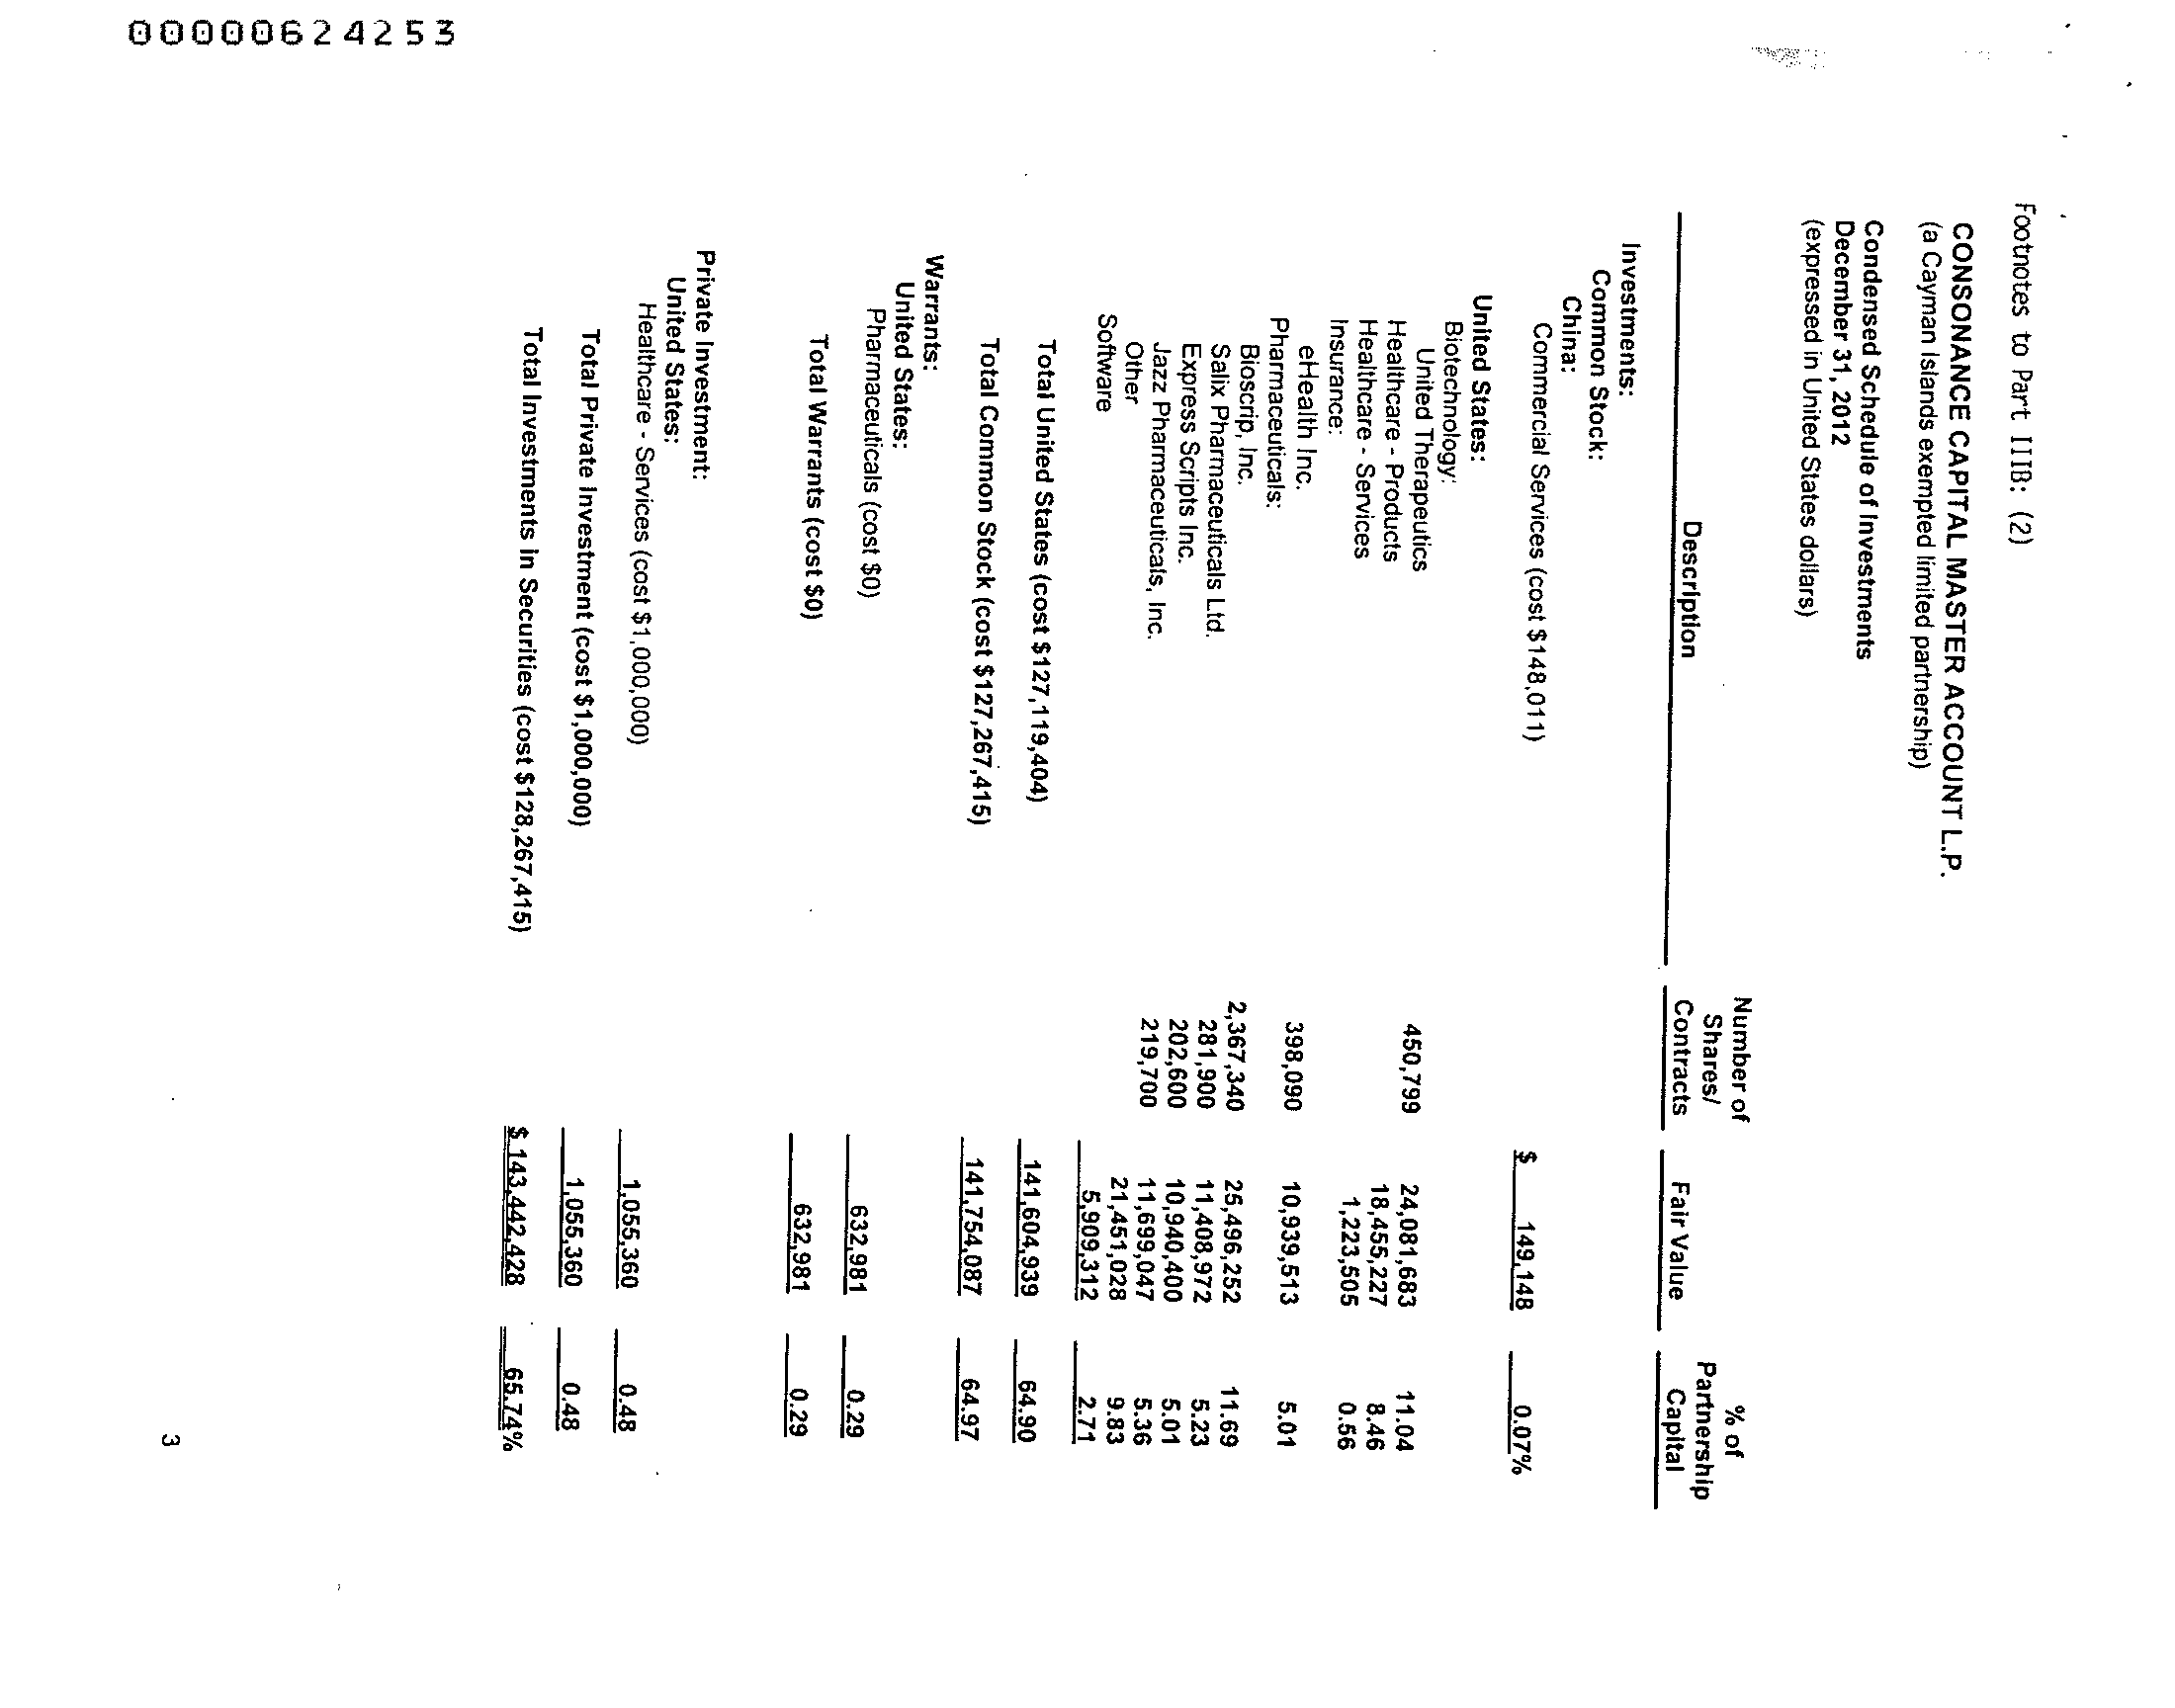 00000624253
Footnotes to Part IIIB: (2)
CONSONANCE CAPITAL MASTER ACCOUNT L.P.
(a Cayman Islands exempted limited partnership)
Condensed Schedule of Investments
December 31, 2012
(expressed in United States dollars)
Description Number of Shares/ Contracts Fair Value % of Partnership Capital
Investments:
Common Stock:
China:
Commercial Services (cost $148,011) $ 149,148 0.07%
United States:
Biotechnology:
United Therapeutics 450,799 24,081,683 11.04
Healthcare - Products 18,455,227 8.46
Healthcare - Services 1,223,505 0.56
Insurance:
eHealth Inc. 398,090 10,939,513 5.01
Pharmaceuticals:
Bioscrip, Inc. 2,367,340 25,496,252 11.69
Salix Pharmaceuticals Ltd. 281,900 11,408,972 5.23
Express Scripts Inc. 202,600 10,940,400 5.01
Jazz Pharmaceuticals, Inc. 219,700 11,699,047 5.36
Other 21,451,028 9.83
Software 5,909,312 2.71
Total United States (cost $127,119,404) 141,604,939 64.90
Total Common Stock (cost $127,267,415) 141,754,087 64.97
Warrants:
United States:
Pharmaceuticals (cost $0) 632,981 0.29
Total Warrants (cost $0) 632,981 0.29
Private Investment:
United States:
Healthcare - Services (cost $1,000,000) 1,055,360 0.48
Total Private Investment (cost $1,000,000) 1,055,360 0.48
Total Investments in Securities (cost $128,267,415) $ 143,442,428 65.74%
3